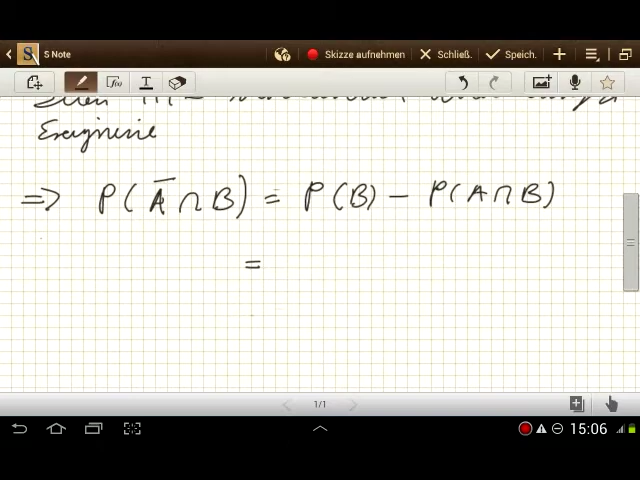 S Note
Skizze aufnehmen
Schließ.
Speich.
f(x)
T
Ereignisse
⇒ P(A̅∩B) = P(B) − P(A∩B)
=
1/1
15:06